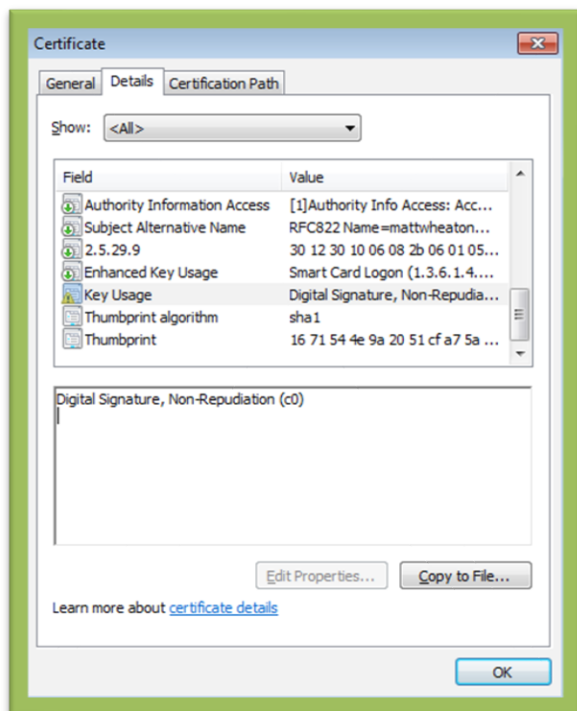 Certificate
General Details Certification Path
Show: <All>
Field Value
Authority Information Access [1]Authority Info Access: Acc...
Subject Alternative Name RFC822 Name=mattwheaton...
2.5.29.9 30 12 30 10 06 08 2b 06 01 05...
Enhanced Key Usage Smart Card Logon (1.3.6.1.4....
Key Usage Digital Signature, Non-Repudia...
Thumbprint algorithm sha1
Thumbprint 16 71 54 4e 9a 20 51 cf a7 5a ...
Digital Signature, Non-Repudiation (c0)
Edit Properties... Copy to File...
Learn more about certificate details
OK